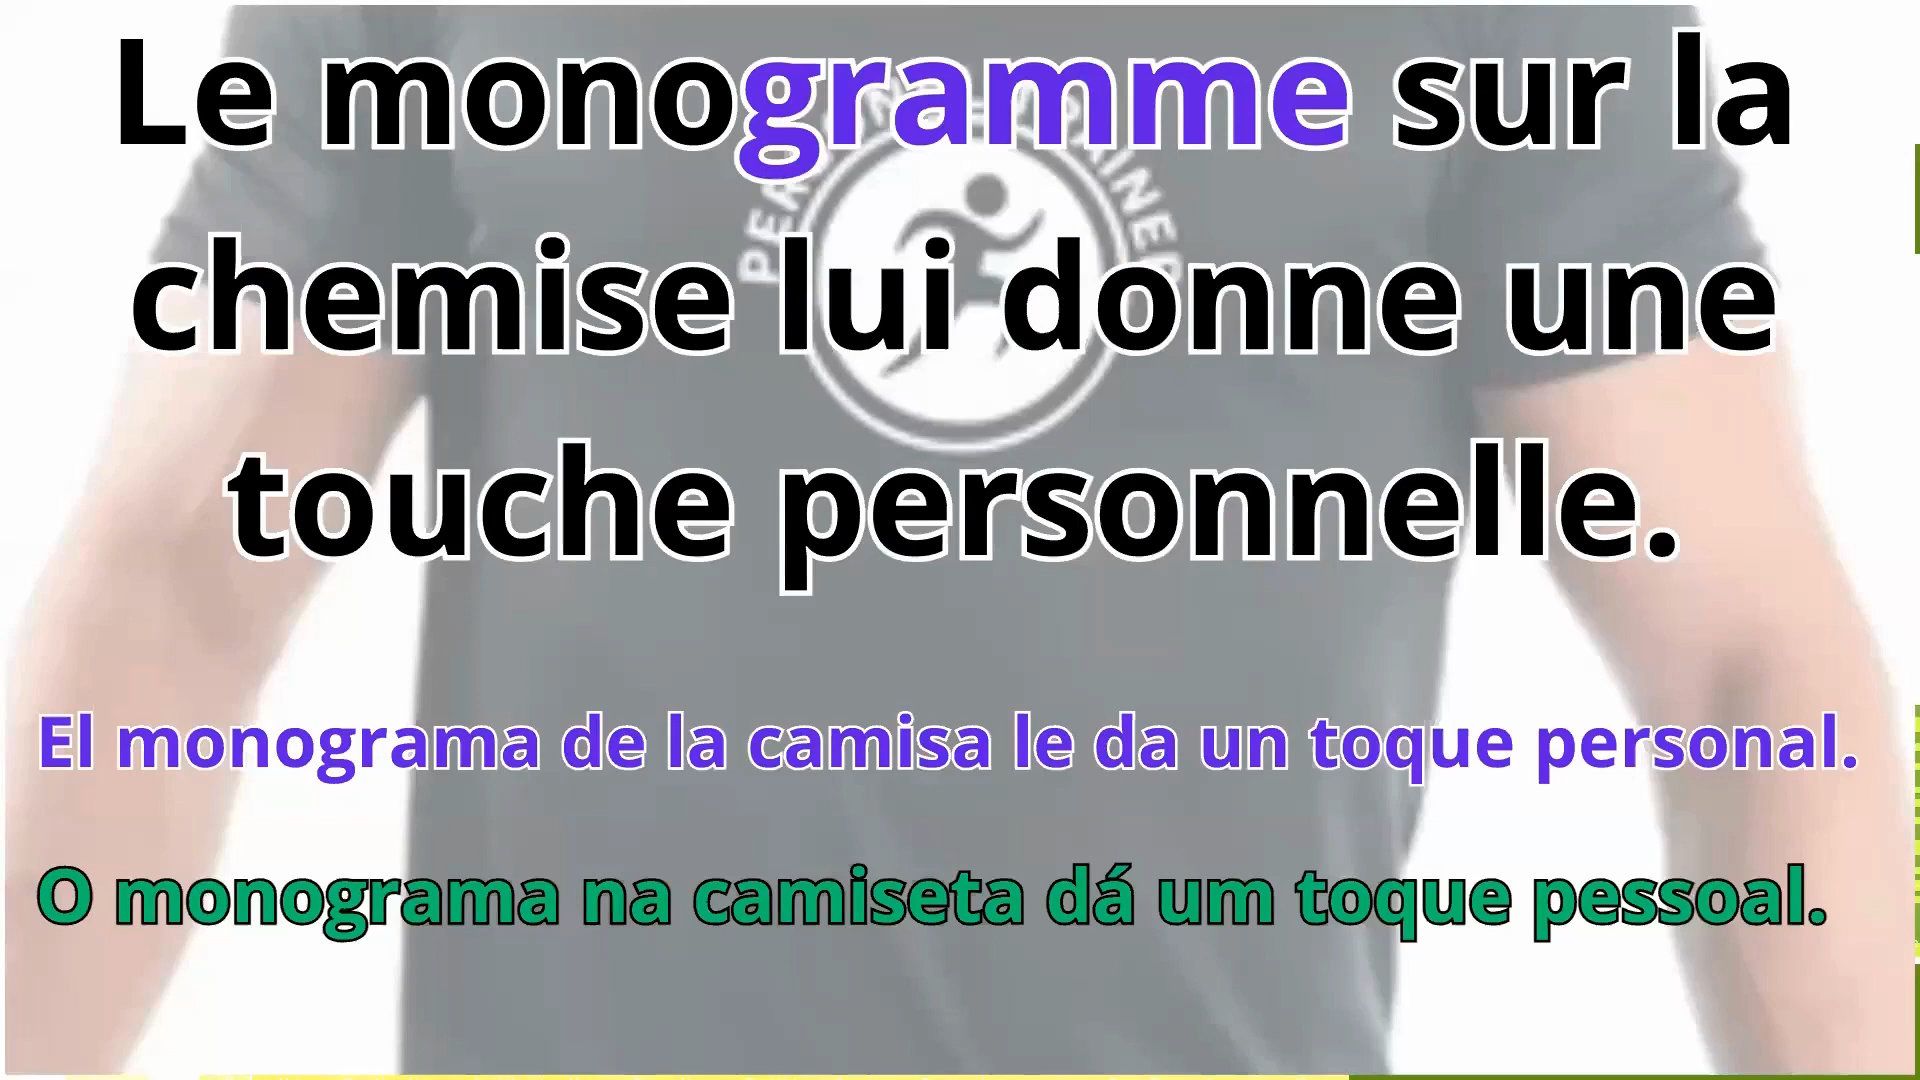 Le monogramme sur la
chemise lui donne une
touche personnelle.
El monograma de la camisa le da un toque personal.
O monograma na camiseta dá um toque pessoal.